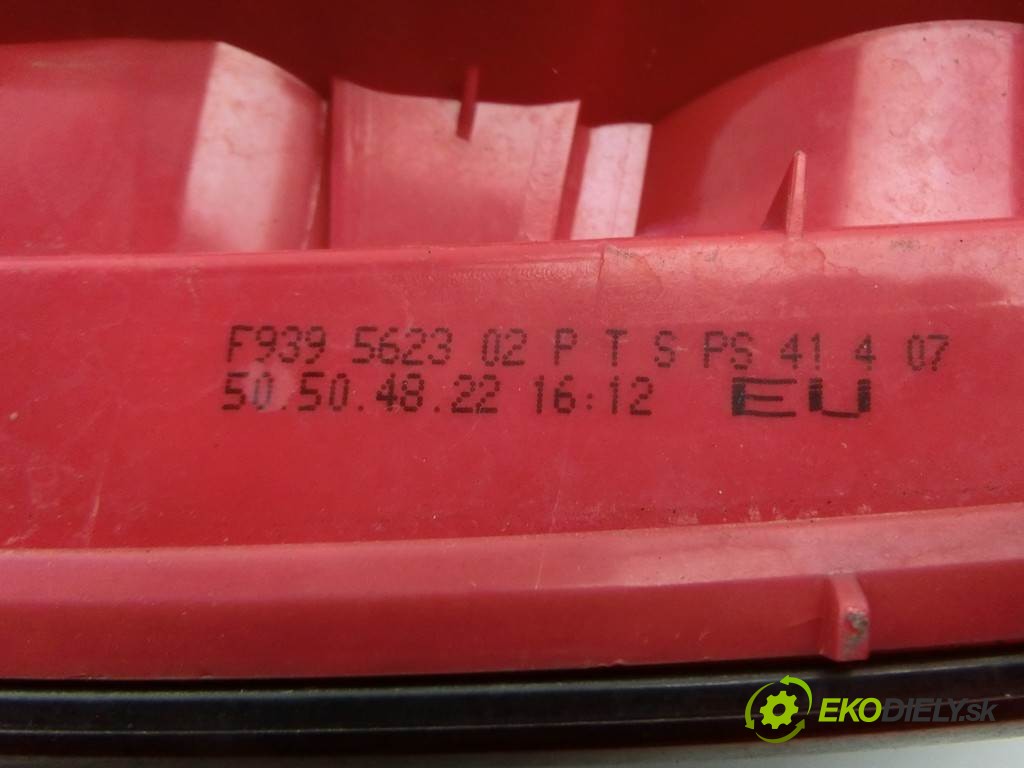 F939 5623 02 P T S PS 41 4 07
50.50.48.22 16:12 EU
EKODIELY.sk